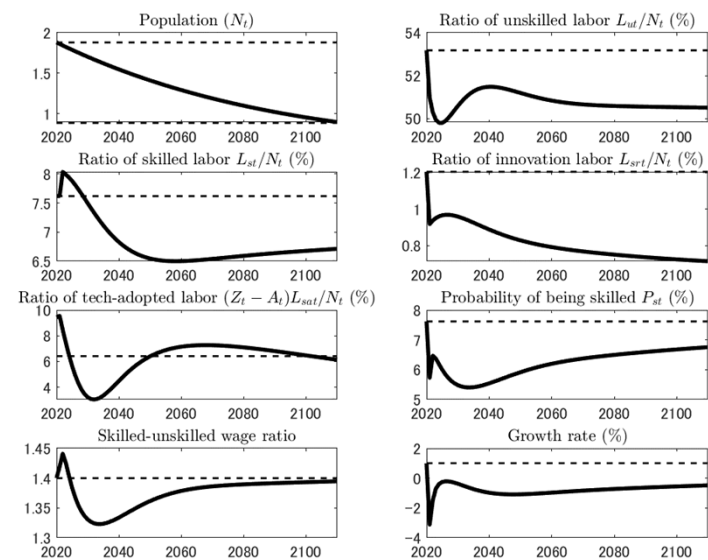 Population (N_t)
2
1.5
1
2020 2040 2060 2080 2100
Ratio of unskilled labor L_ut/N_t (%)
54
52
50
2020 2040 2060 2080 2100
Ratio of skilled labor L_st/N_t (%)
8
7.5
7
6.5
2020 2040 2060 2080 2100
Ratio of innovation labor L_srt/N_t (%)
1.2
1
0.8
2020 2040 2060 2080 2100
Ratio of tech-adopted labor (Z_t − A_t)L_sat/N_t (%)
10
8
6
4
2020 2040 2060 2080 2100
Probability of being skilled P_st (%)
8
7
6
5
2020 2040 2060 2080 2100
Skilled-unskilled wage ratio
1.45
1.4
1.35
1.3
2020 2040 2060 2080 2100
Growth rate (%)
2
0
−2
−4
2020 2040 2060 2080 2100